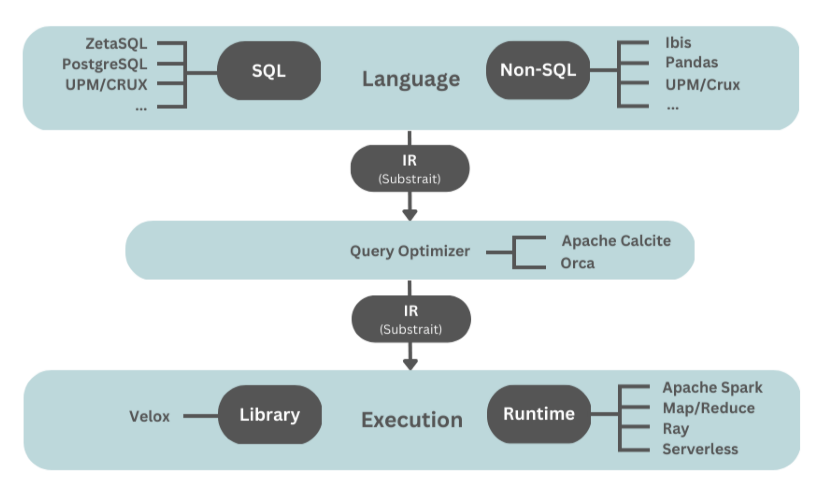 ZetaSQL
PostgreSQL
UPM/CRUX
...
SQL
Language
Non-SQL
Ibis
Pandas
UPM/Crux
...
IR
(Substrait)
Query Optimizer
Apache Calcite
Orca
IR
(Substrait)
Velox
Library
Execution
Runtime
Apache Spark
Map/Reduce
Ray
Serverless